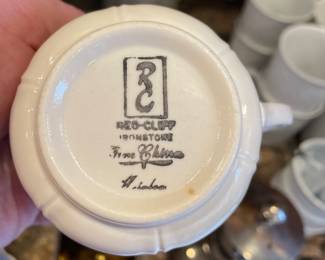 RC
RED-CLIFF
IRONSTONE
Fine China